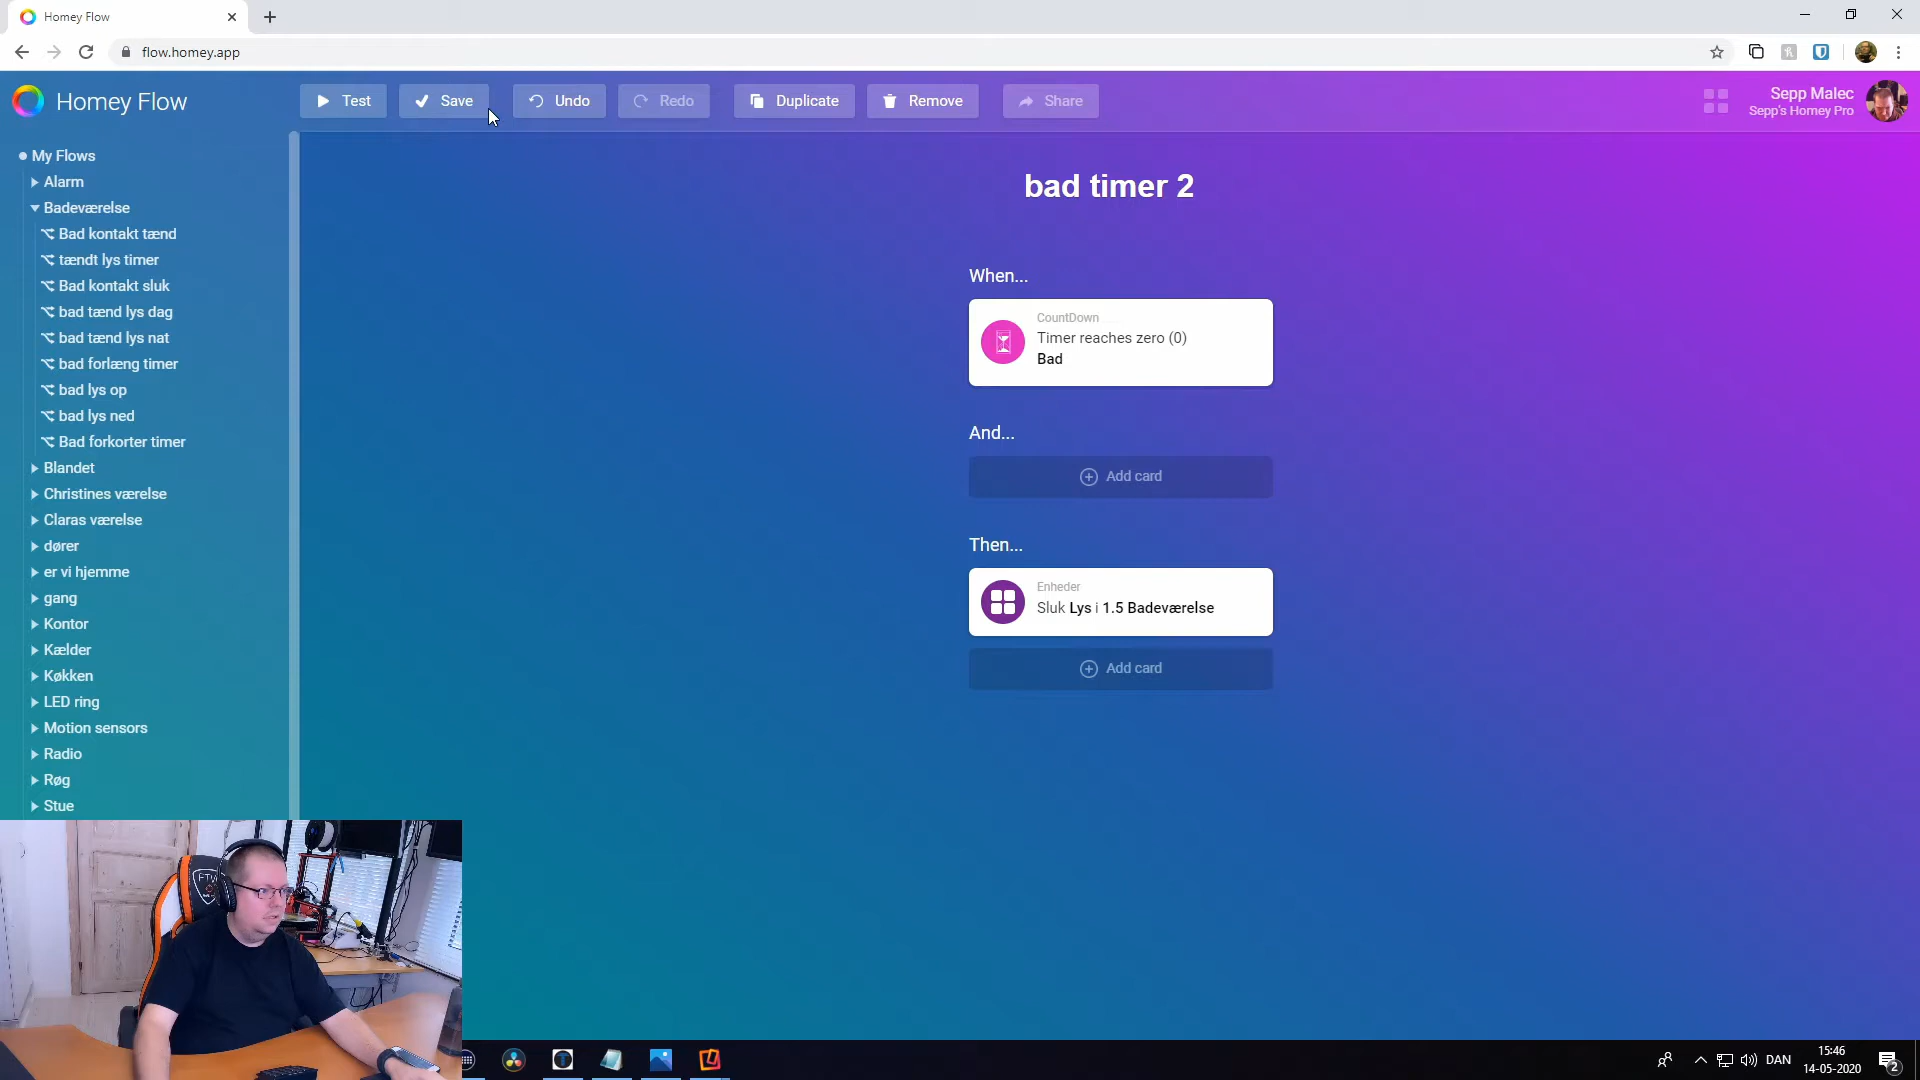 Homey Flow
flow.homey.app
Homey Flow
Test
Save
Undo
Redo
Duplicate
Remove
Share
Sepp Malec
Sepp's Homey Pro
My Flows
Alarm
Badeværelse
Bad kontakt tænd
tændt lys timer
Bad kontakt sluk
bad tænd lys dag
bad tænd lys nat
bad forlæng timer
bad lys op
bad lys ned
Bad forkorter timer
Blandet
Christines værelse
Claras værelse
dører
er vi hjemme
gang
Kontor
Kælder
Køkken
LED ring
Motion sensors
Radio
Røg
Stue
bad timer 2
When...
CountDown
Timer reaches zero (0)
Bad
And...
Add card
Then...
Enheder
Sluk Lys i 1.5 Badeværelse
Add card
DAN
15:46
14-05-2020
2